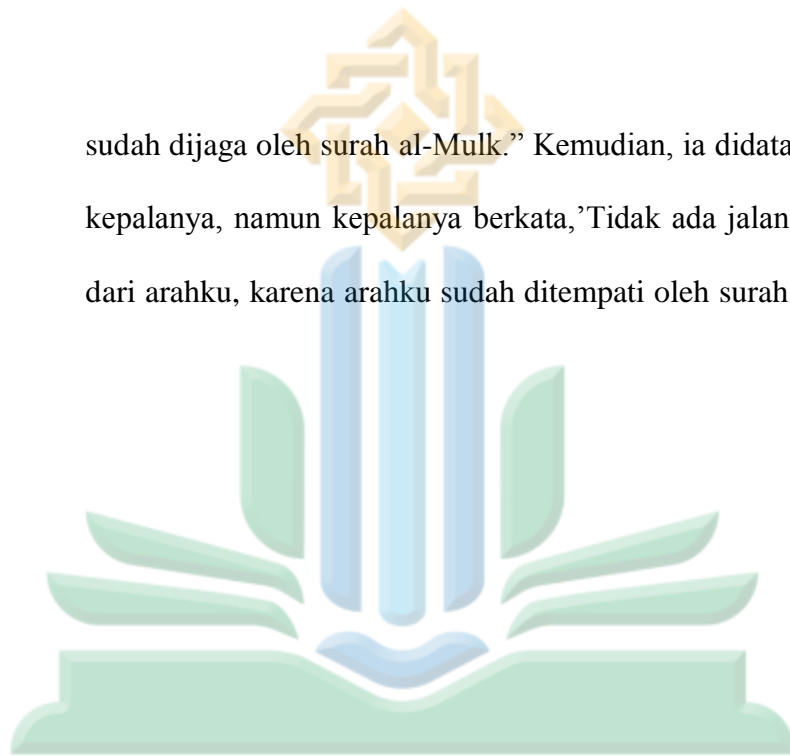 sudah dijaga oleh surah al-Mulk.” Kemudian, ia didata
kepalanya, namun kepalanya berkata,’Tidak ada jalan
dari arahku, karena arahku sudah ditempati oleh surah